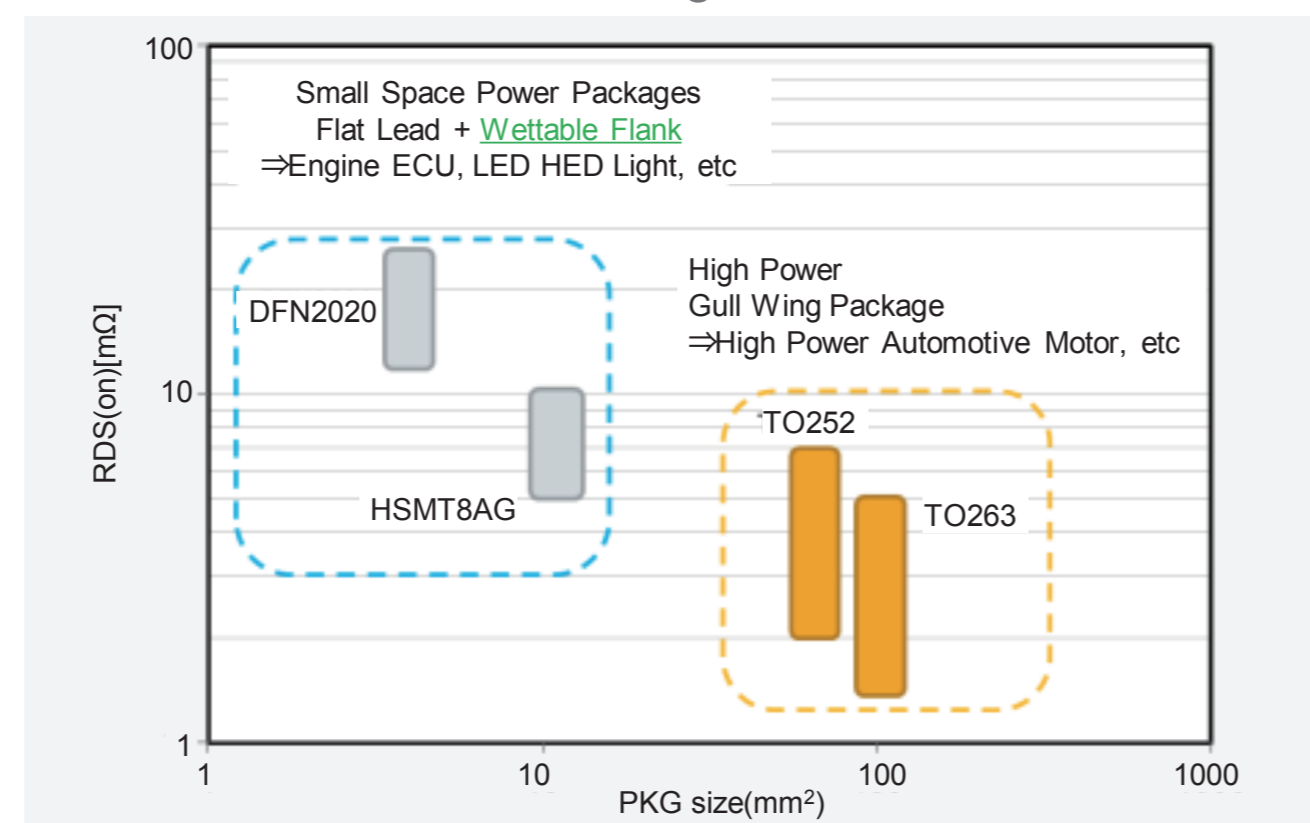 100
Small Space Power Packages
Flat Lead + Wettable Flank
⇒Engine ECU, LED HED Light, etc
High Power
Gull Wing Package
⇒High Power Automotive Motor, etc
DFN2020
RDS(on)[mΩ]
10
TO252
HSMT8AG
TO263
1
1
10
100
1000
PKG size(mm²)